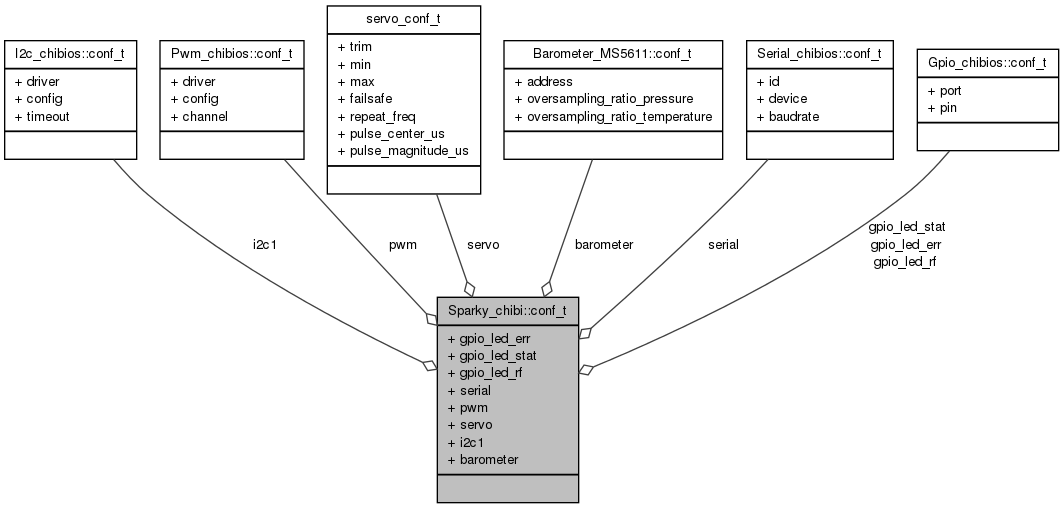 I2c_chibios::conf_t
+ driver
+ config
+ timeout
Pwm_chibios::conf_t
+ driver
+ config
+ channel
servo_conf_t
+ trim
+ min
+ max
+ failsafe
+ repeat_freq
+ pulse_center_us
+ pulse_magnitude_us
Barometer_MS5611::conf_t
+ address
+ oversampling_ratio_pressure
+ oversampling_ratio_temperature
Serial_chibios::conf_t
+ id
+ device
+ baudrate
Gpio_chibios::conf_t
+ port
+ pin
i2c1
pwm
servo
barometer
serial
gpio_led_stat
gpio_led_err
gpio_led_rf
Sparky_chibi::conf_t
+ gpio_led_err
+ gpio_led_stat
+ gpio_led_rf
+ serial
+ pwm
+ servo
+ i2c1
+ barometer